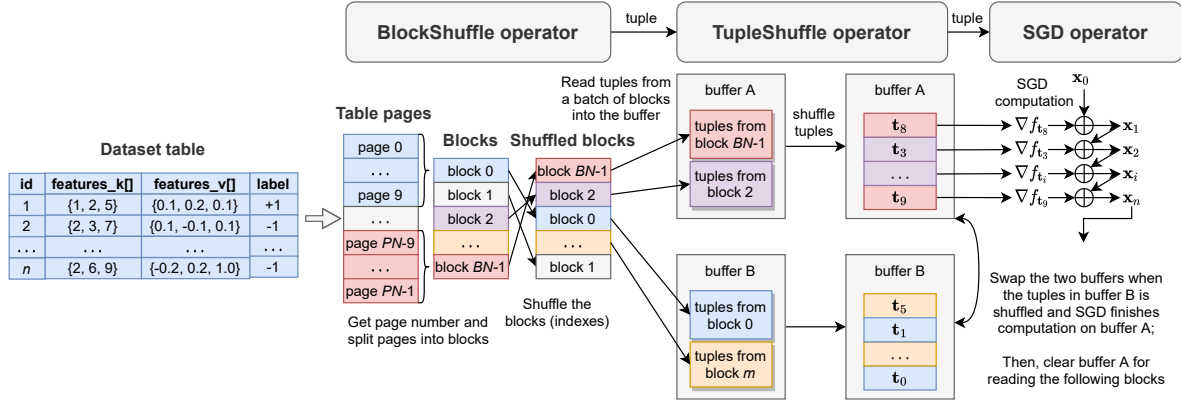 BlockShuffle operator
tuple
TupleShuffle operator
tuple
SGD operator
Dataset table
id features_k[] features_v[] label
1 {1, 2, 5} {0.1, 0.2, 0.1} +1
2 {2, 3, 7} {0.1, -0.1, 0.1} -1
... ... ... ...
n {2, 6, 9} {-0.2, 0.2, 1.0} -1
Table pages
page 0
...
page 9
...
page PN-9
...
page PN-1
Get page number and
split pages into blocks
Blocks
block 0
block 1
block 2
...
block BN-1
Shuffled blocks
block BN-1
block 2
block 0
...
block 1
Shuffle the
blocks (indexes)
Read tuples from
a batch of blocks
into the buffer
buffer A
tuples from
block BN-1
tuples from
block 2
shuffle
tuples
buffer A
t₈
t₃
...
t₉
buffer B
tuples from
block 0
tuples from
block m
buffer B
t₅
t₁
...
t₀
SGD
computation
x₀
∇f_t₈ ⊕ x₁
∇f_t₃ ⊕ x₂
∇f_tᵢ ⊕ xᵢ
∇f_t₉ ⊕ xₙ
Swap the two buffers when
the tuples in buffer B is
shuffled and SGD finishes
computation on buffer A;
Then, clear buffer A for
reading the following blocks